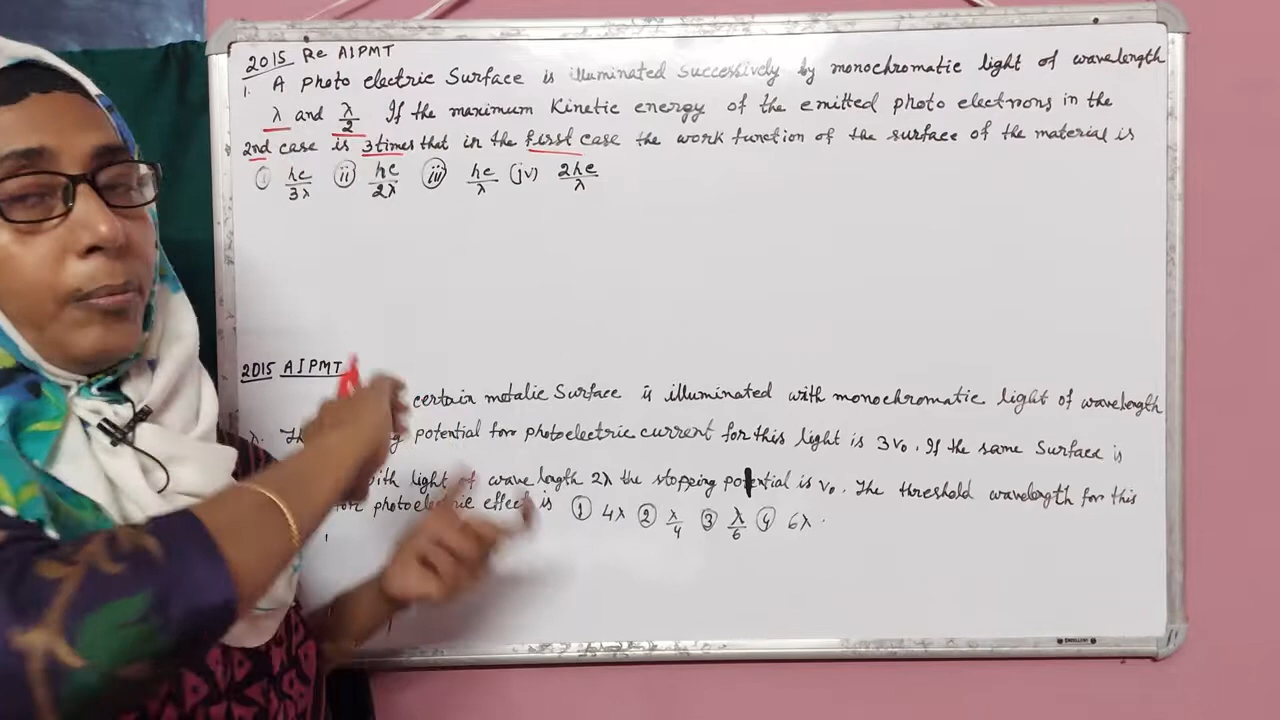 2015 Re AIPMT
1. A Photo electric Surface is illuminated successively by monochromatic light of wavelength
λ and λ/2 If the maximum Kinetic energy of the emitted photo electrons in the
2nd case is 3 times that in the first case the work function of the surface of the material is
(i) hc/3λ (ii) hc/2λ (iii) hc/λ (iv) 2hc/λ
2015 AIPMT
certain metalic Surface is illuminated with monochromatic light of wavelength
λ. potential for photoelectric current for this light is 3V₀. If the same Surface is
with light of wave length 2λ the stopping potential is V₀. The threshold wavelength for this
for photoelectric effect is (1) 4λ (2) λ/4 (3) λ/6 (4) 6λ.